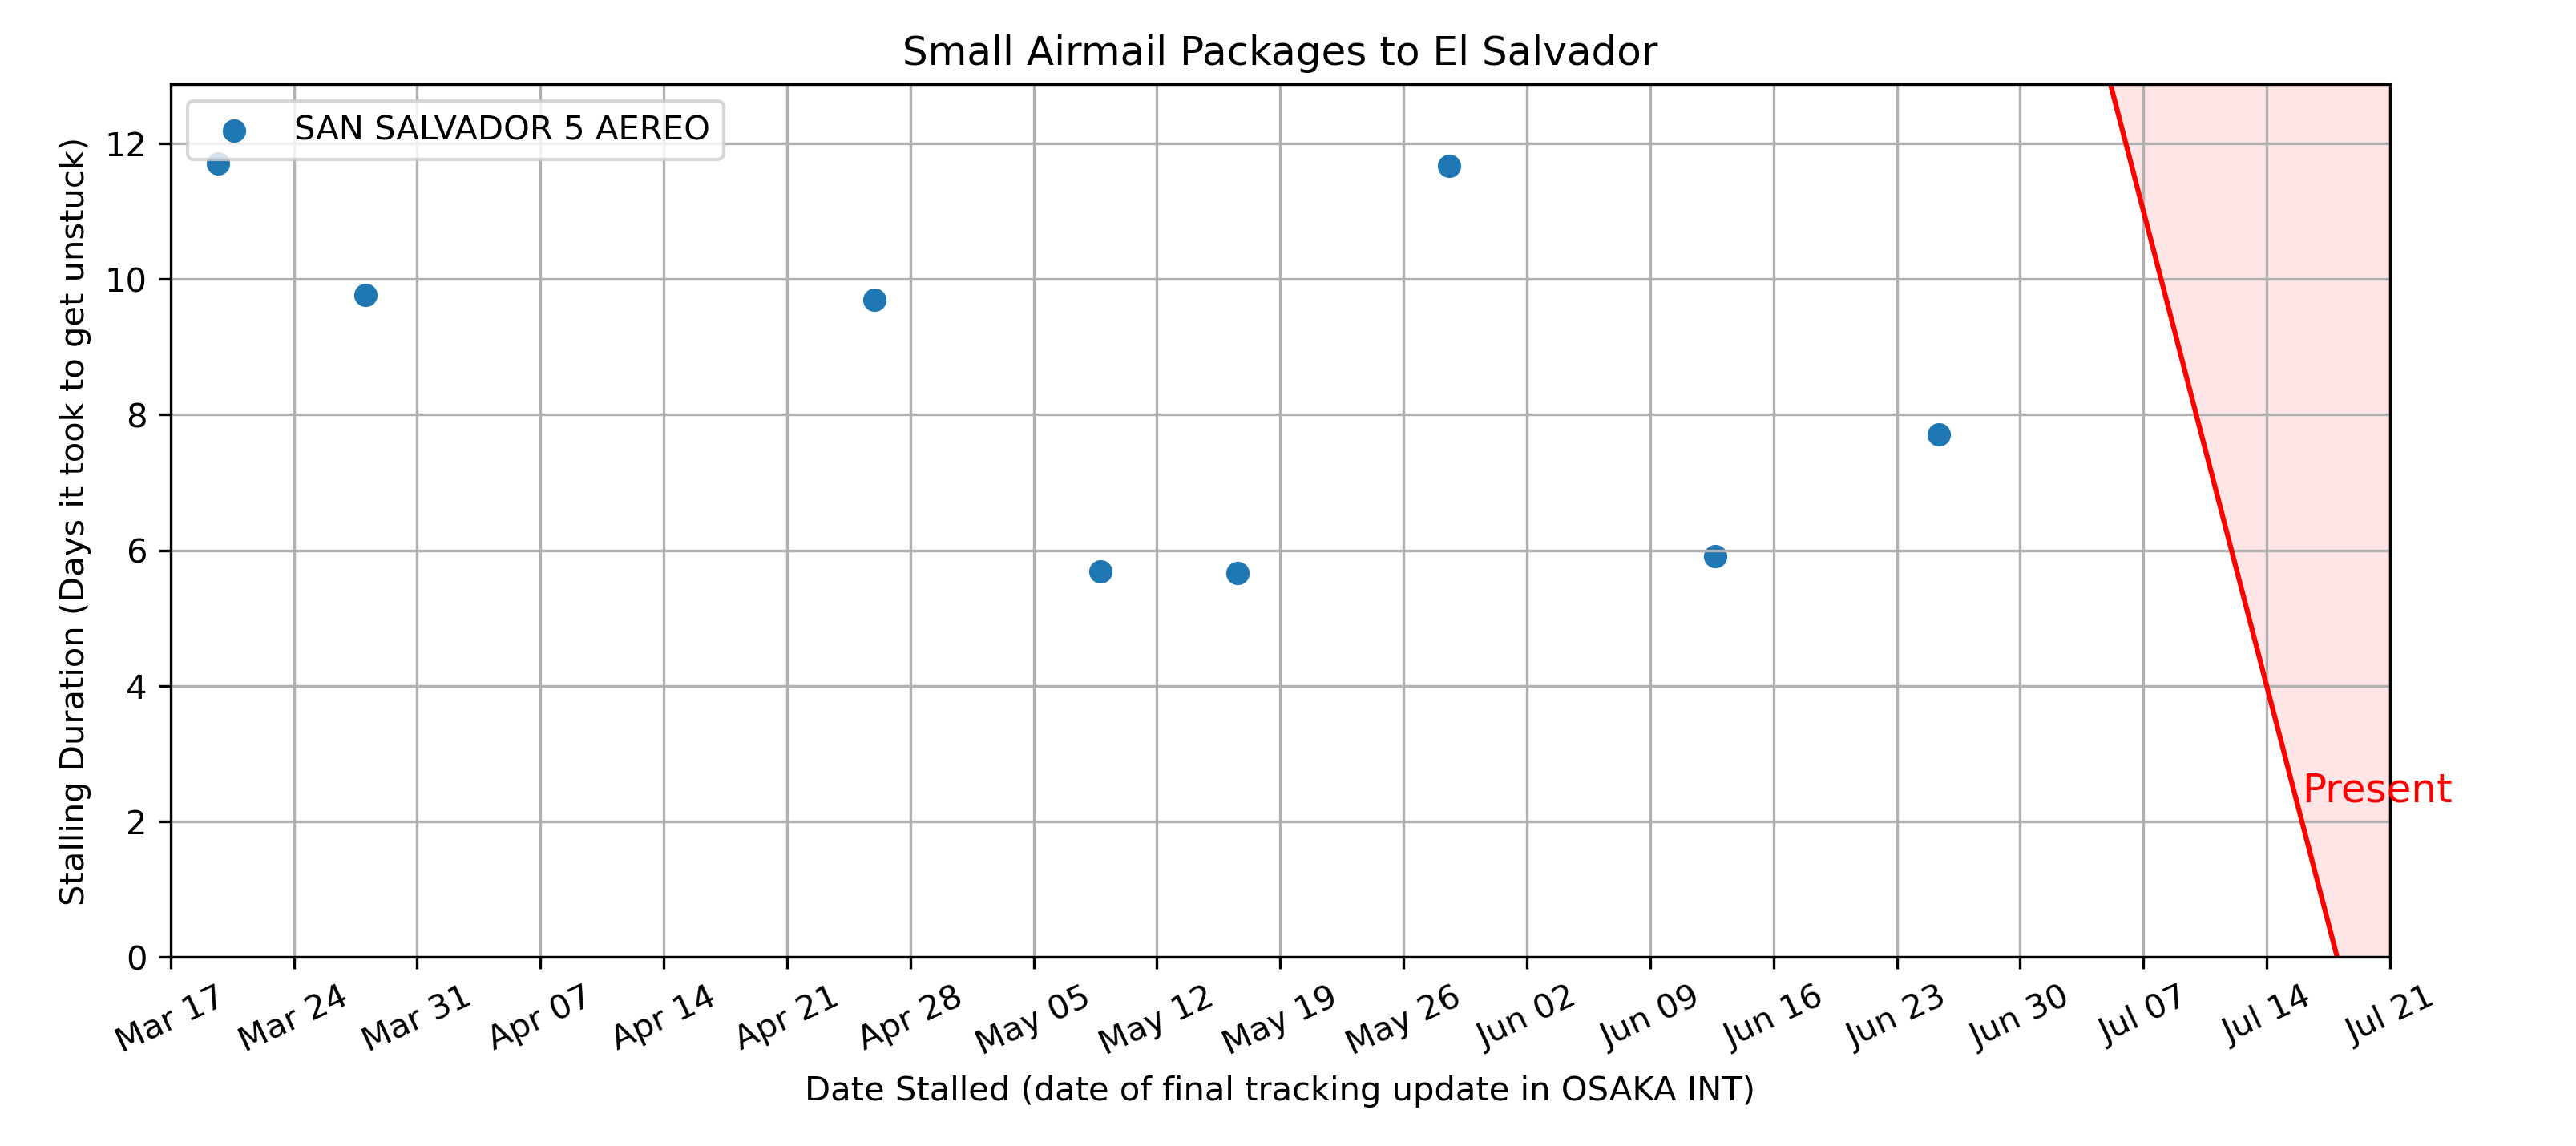 Small Airmail Packages to El Salvador
SAN SALVADOR 5 AEREO
Stalling Duration (Days it took to get unstuck)
12
10
8
6
4
2
0
Present
Mar 17
Mar 24
Mar 31
Apr 07
Apr 14
Apr 21
Apr 28
May 05
May 12
May 19
May 26
Jun 02
Jun 09
Jun 16
Jun 23
Jun 30
Jul 07
Jul 14
Jul 21
Date Stalled (date of final tracking update in OSAKA INT)